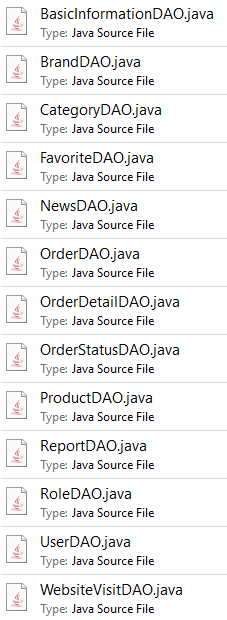 BasicInformationDAO.java
Type: Java Source File
BrandDAO.java
Type: Java Source File
CategoryDAO.java
Type: Java Source File
FavoriteDAO.java
Type: Java Source File
NewsDAO.java
Type: Java Source File
OrderDAO.java
Type: Java Source File
OrderDetailDAO.java
Type: Java Source File
OrderStatusDAO.java
Type: Java Source File
ProductDAO.java
Type: Java Source File
ReportDAO.java
Type: Java Source File
RoleDAO.java
Type: Java Source File
UserDAO.java
Type: Java Source File
WebsiteVisitDAO.java
Type: Java Source File